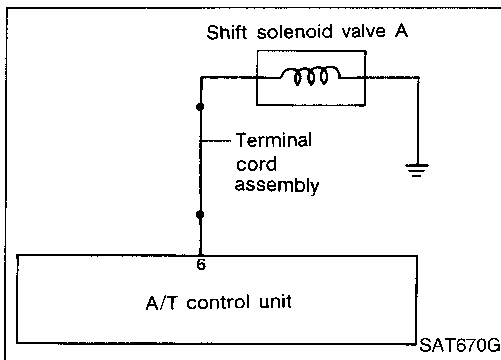 Shift solenoid valve A
Terminal
cord
assembly
6
A/T control unit
SAT670G